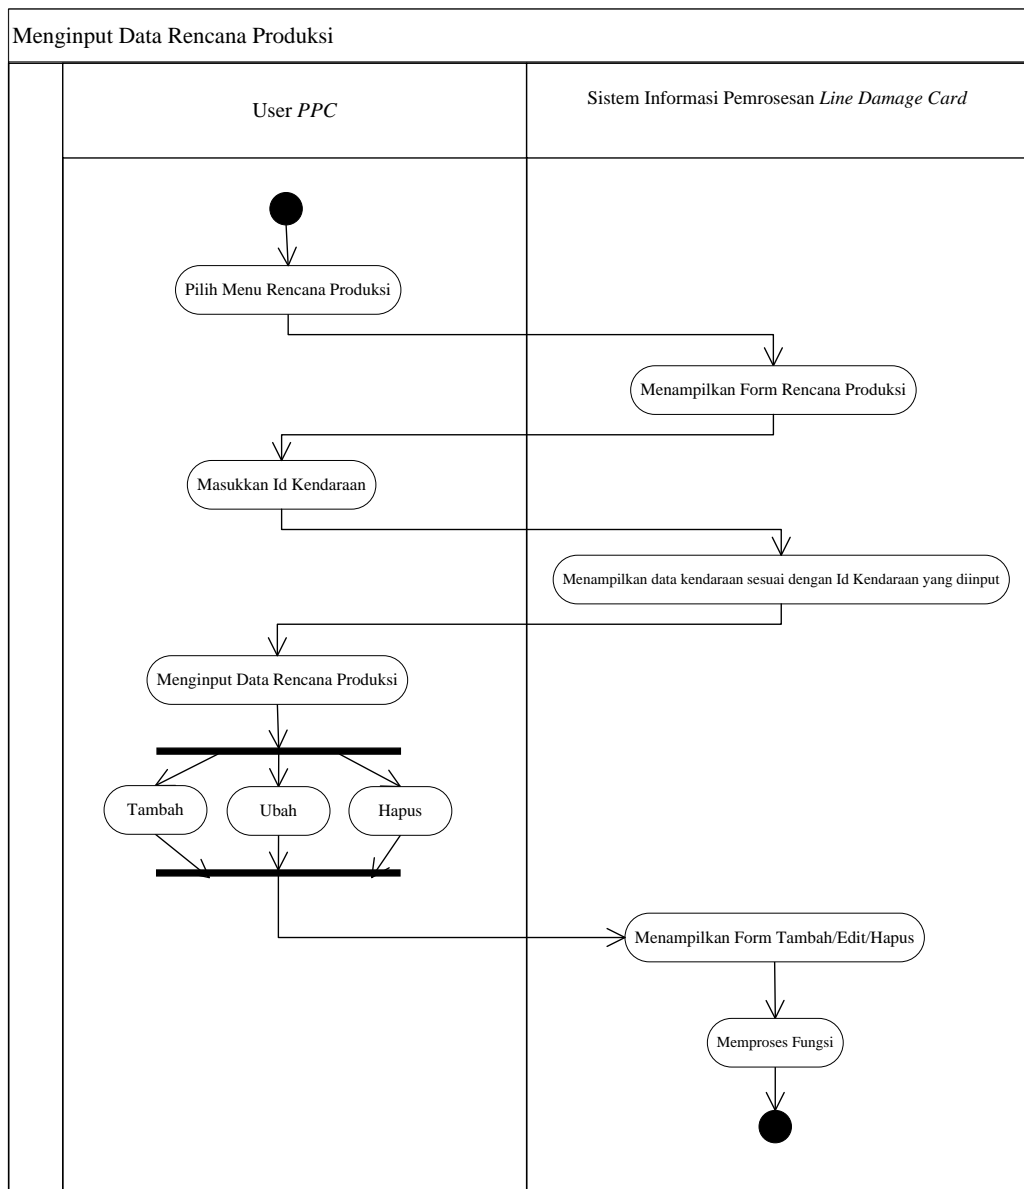 Menginput Data Rencana Produksi
User PPC
Sistem Informasi Pemrosesan Line Damage Card
Pilih Menu Rencana Produksi
Menampilkan Form Rencana Produksi
Masukkan Id Kendaraan
Menampilkan data kendaraan sesuai dengan Id Kendaraan yang diinput
Menginput Data Rencana Produksi
Tambah
Ubah
Hapus
Menampilkan Form Tambah/Edit/Hapus
Memproses Fungsi